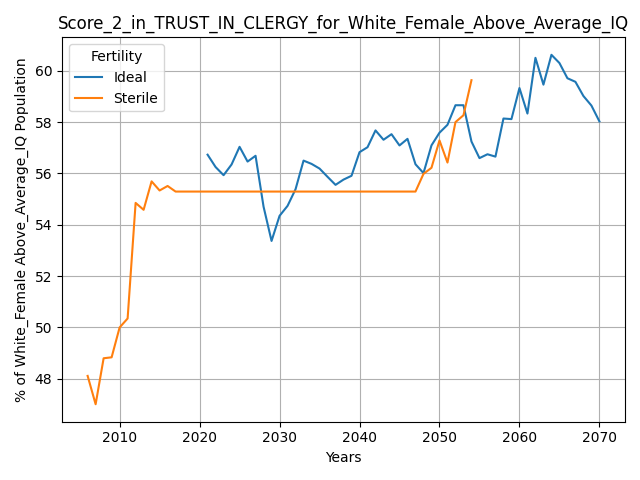 Score_2_in_TRUST_IN_CLERGY_for_White_Female_Above_Average_IQ
Fertility
Ideal
Sterile
% of White_Female Above_Average_IQ Population
60
58
56
54
52
50
48
2010 2020 2030 2040 2050 2060 2070
Years